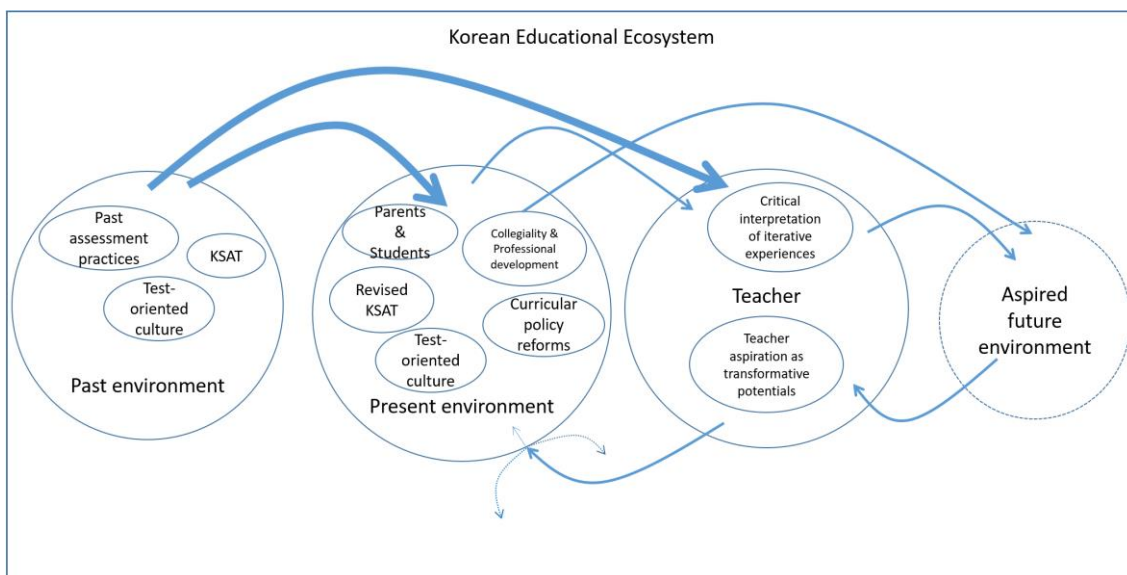 Korean Educational Ecosystem
Past
assessment
practices
KSAT
Test-
oriented
culture
Past environment
Parents
&
Students
Collegiality &
Professional
development
Revised
KSAT
Curricular
policy
reforms
Test-
oriented
culture
Present environment
Critical
interpretation
of iterative
experiences
Teacher
Teacher
aspiration as
transformative
potentials
Aspired
future
environment